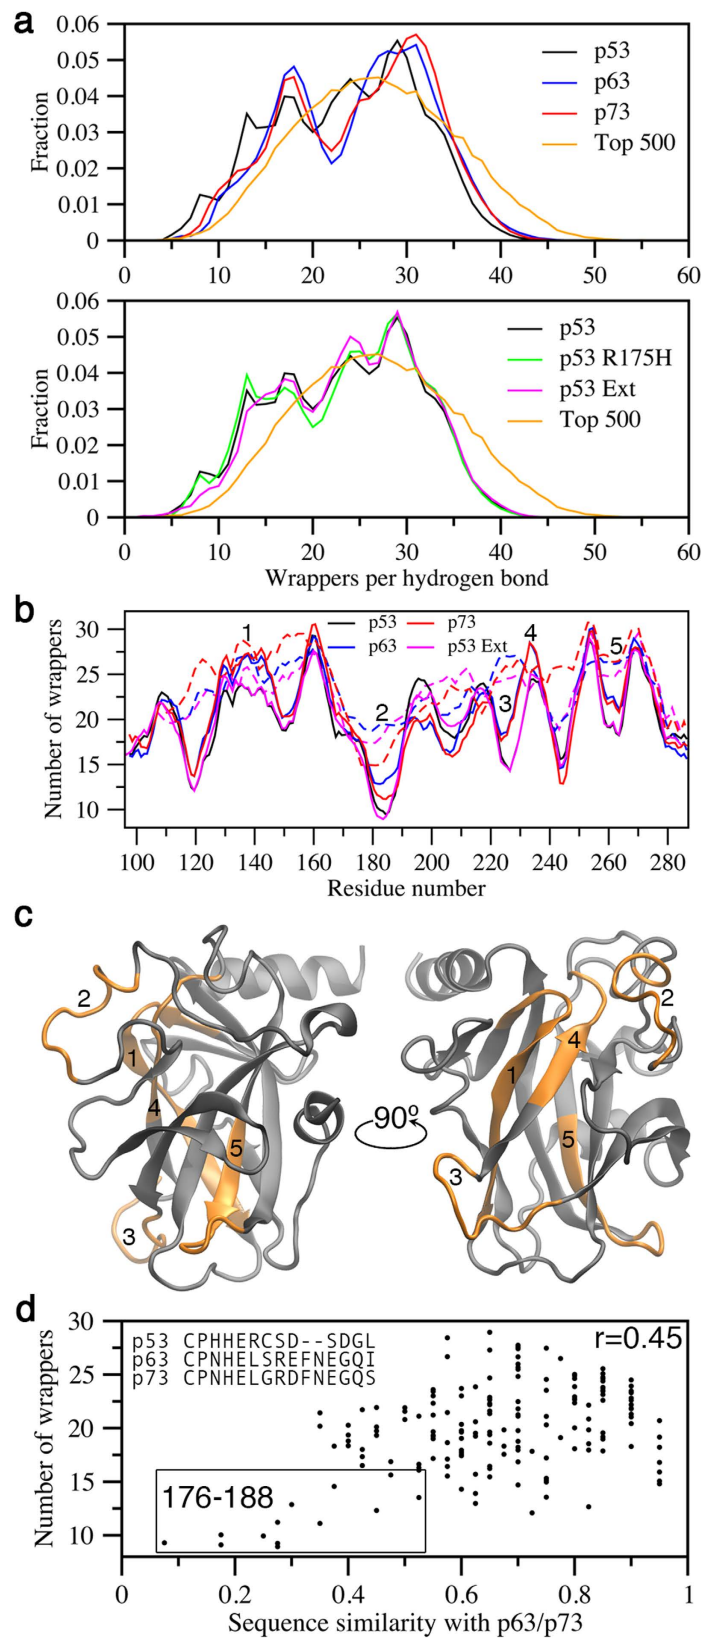 a
0.06
0.05
0.04
0.03
0.02
0.01
0
Fraction
p53
p63
p73
Top 500
0 10 20 30 40 50 60
0.06
0.05
0.04
0.03
0.02
0.01
0
Fraction
p53
p53 R175H
p53 Ext
Top 500
0 10 20 30 40 50 60
Wrappers per hydrogen bond
b
30
25
20
15
10
Number of wrappers
p53 p73
p63 p53 Ext
1 2 3 4 5
100 120 140 160 180 200 220 240 260 280
Residue number
c
2 1 4 5 3
90º
2 4 1 5 3
d
30
25
20
15
10
Number of wrappers
p53 CPHHERCSD--SDGL
p63 CPNHELSREFNEGQI
p73 CPNHELGRDFNEGQS
r=0.45
176-188
0 0.2 0.4 0.6 0.8 1
Sequence similarity with p63/p73